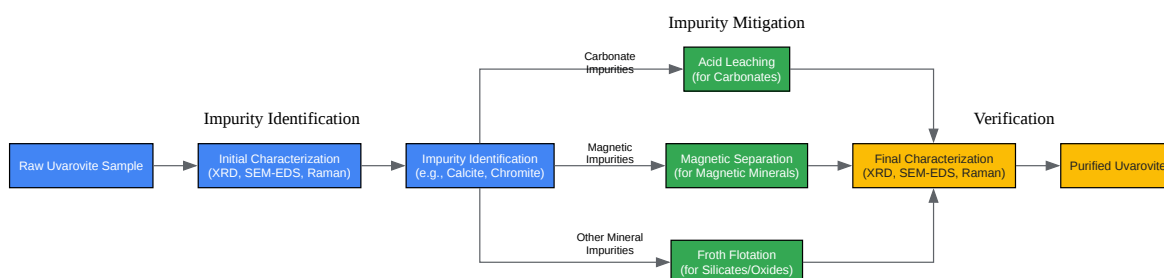 Impurity Mitigation
Carbonate
Impurities
Acid Leaching
(for Carbonates)
Impurity Identification
Verification
Raw Uvarovite Sample
Initial Characterization
(XRD, SEM-EDS, Raman)
Impurity Identification
(e.g., Calcite, Chromite)
Magnetic
Impurities
Magnetic Separation
(for Magnetic Minerals)
Final Characterization
(XRD, SEM-EDS, Raman)
Purified Uvarovite
Other Mineral
Impurities
Froth Flotation
(for Silicates/Oxides)